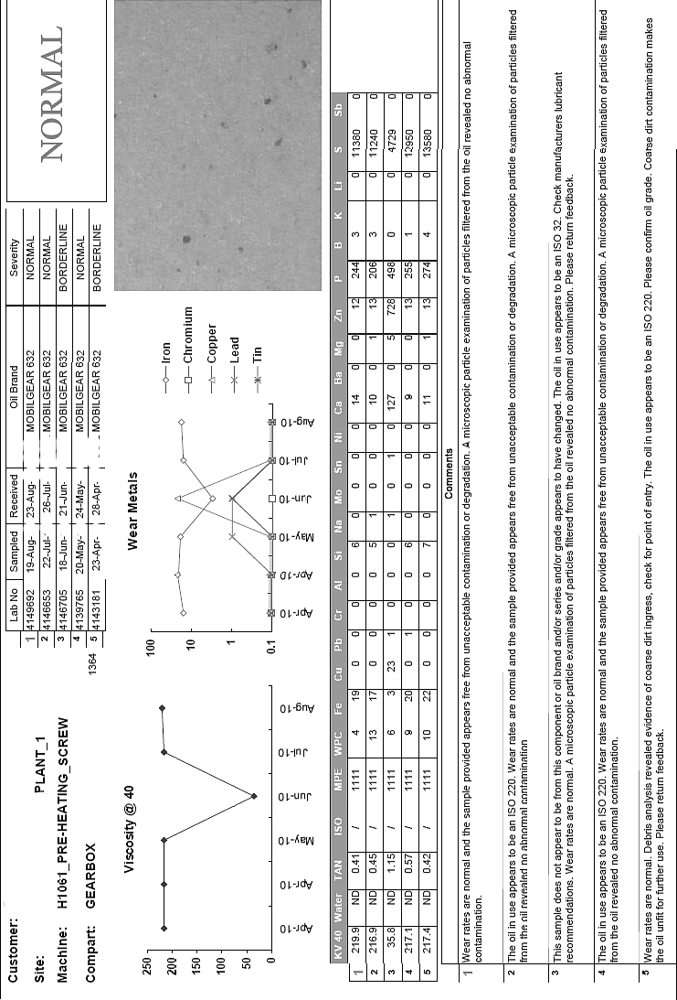 Customer:
Site: PLANT_1
Machine: H1061_PRE-HEATING_SCREW
Compart: GEARBOX
Lab No Sampled Received Oil Brand Severity
1 4149692 19-Aug- 23-Aug- MOBILGEAR 632 NORMAL
2 4146653 22-Jul- 26-Jul- MOBILGEAR 632 NORMAL
3 4146705 18-Jun- 21-Jun- MOBILGEAR 632 BORDERLINE
4 4139765 20-May- 24-May- MOBILGEAR 632 NORMAL
5 4143181 23-Apr- 28-Apr- MOBILGEAR 632 BORDERLINE
1364
NORMAL
Viscosity @ 40
250
200
150
100
50
0
Apr-10 Apr-10 May-10 Jun-10 Jul-10 Aug-10
Wear Metals
100
10
1
0.1
Apr-10 Apr-10 May-10 Jun-10 Jul-10 Aug-10
Iron
Chromium
Copper
Lead
Tin
KV 40 Water TAN ISO MPE WPC Fe Cu Pb Cr Al Si Na Mo Sn Ni Ca Ba Mg Zn P B K Li S Sb
1 219.9 ND 0.41 / 1111 4 19 0 0 0 0 6 0 0 0 0 14 0 12 244 3 0 11380 0
2 216.9 ND 0.45 / 1111 13 17 0 0 0 0 5 1 0 0 0 10 1 13 206 3 0 11240 0
3 35.8 ND 1.15 / 1111 6 3 23 1 0 0 0 1 0 1 0 127 5 728 498 0 0 4729 0
4 217.1 ND 0.57 / 1111 9 20 0 1 0 0 6 0 0 0 0 9 0 13 255 1 0 12950 0
5 217.4 ND 0.42 / 1111 10 22 0 0 0 0 7 0 0 0 0 11 1 13 274 4 0 13580 0
Comments
1 Wear rates are normal and the sample provided appears free from unacceptable contamination or degradation. A microscopic particle examination of particles filtered from the oil revealed no abnormal
contamination.
2 The oil in use appears to be an ISO 220. Wear rates are normal and the sample provided appears free from unacceptable contamination or degradation. A microscopic particle examination of particles filtered
from the oil revealed no abnormal contamination
3 This sample does not appear to be from this component or oil brand and/or series and/or grade appears to have changed. The oil in use appears to be an ISO 32. Check manufacturers lubricant
recommendations. Wear rates are normal. A microscopic particle examination of particles filtered from the oil revealed no abnormal contamination. Please return feedback.
4 The oil in use appears to be an ISO 220. Wear rates are normal and the sample provided appears free from unacceptable contamination or degradation. A microscopic particle examination of particles filtered
from the oil revealed no abnormal contamination.
5 Wear rates are normal. Debris analysis revealed evidence of coarse dirt ingress, check for point of entry. The oil in use appears to be an ISO 220. Please confirm oil grade. Coarse dirt contamination makes
the oil unfit for further use. Please return feedback.